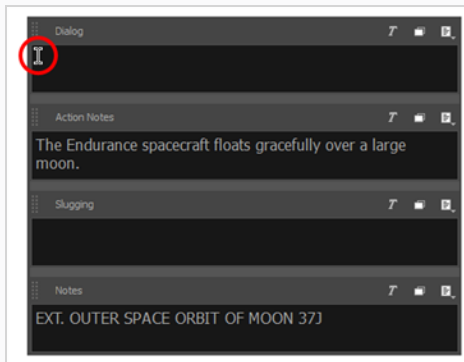 Dialog
Action Notes
The Endurance spacecraft floats gracefully over a large
moon.
Slugging
Notes
EXT. OUTER SPACE ORBIT OF MOON 37J